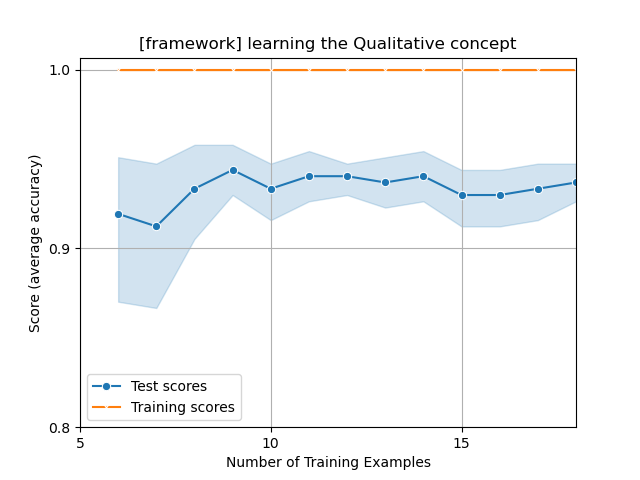 [framework] learning the Qualitative concept
1.0
0.9
0.8
Score (average accuracy)
Test scores
Training scores
5
10
15
Number of Training Examples